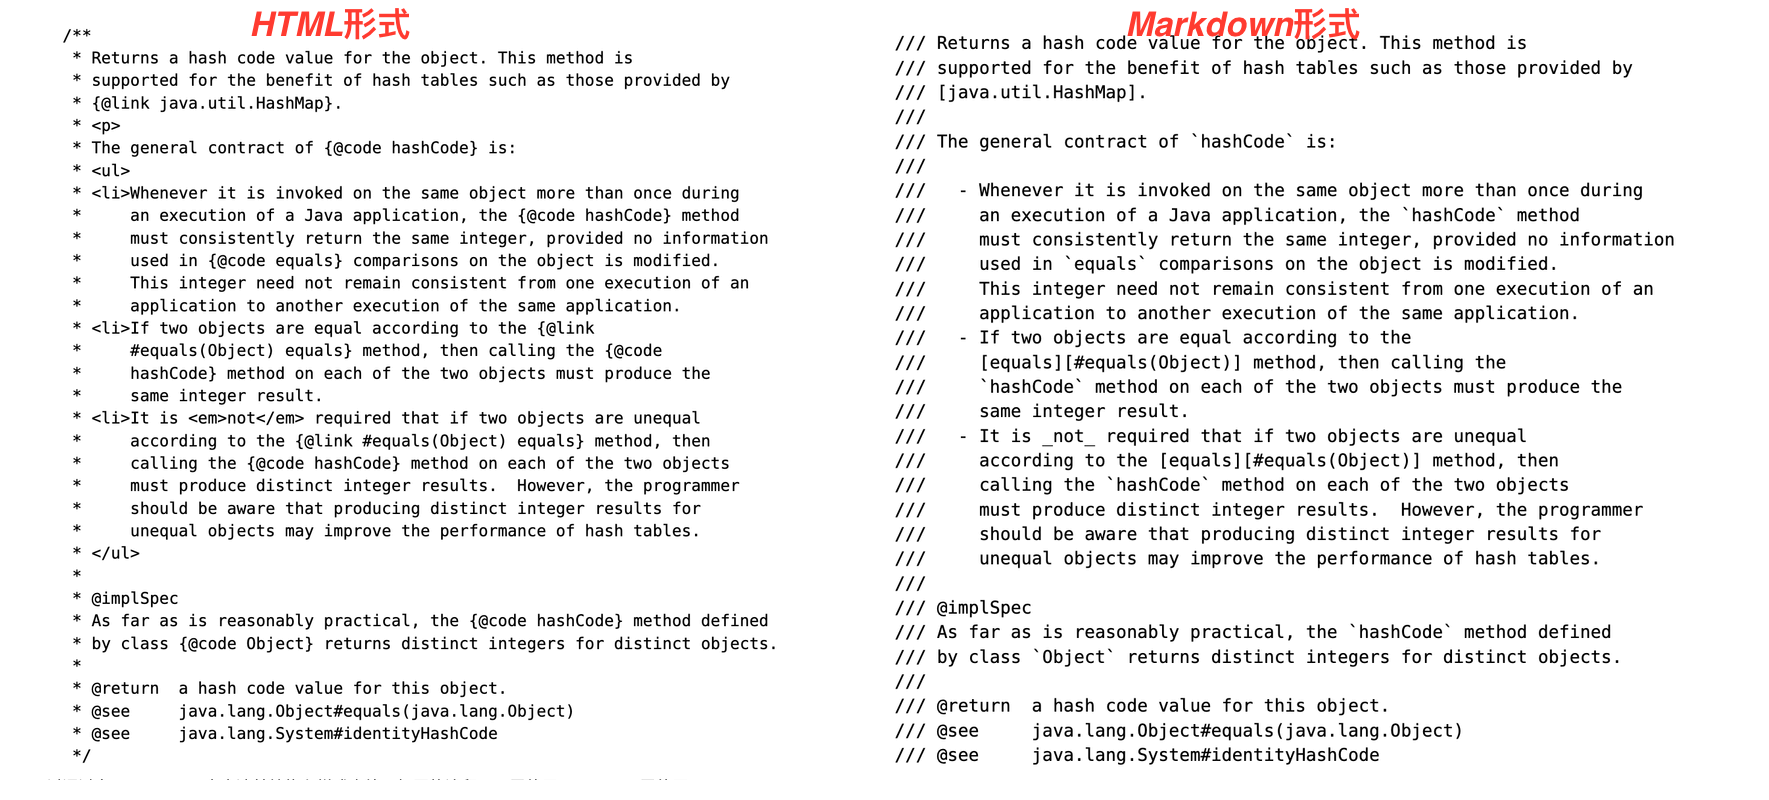 HTML形式
/**
 * Returns a hash code value for the object. This method is
 * supported for the benefit of hash tables such as those provided by
 * {@link java.util.HashMap}.
 * <p>
 * The general contract of {@code hashCode} is:
 * <ul>
 * <li>Whenever it is invoked on the same object more than once during
 *     an execution of a Java application, the {@code hashCode} method
 *     must consistently return the same integer, provided no information
 *     used in {@code equals} comparisons on the object is modified.
 *     This integer need not remain consistent from one execution of an
 *     application to another execution of the same application.
 * <li>If two objects are equal according to the {@link
 *     #equals(Object) equals} method, then calling the {@code
 *     hashCode} method on each of the two objects must produce the
 *     same integer result.
 * <li>It is <em>not</em> required that if two objects are unequal
 *     according to the {@link #equals(Object) equals} method, then
 *     calling the {@code hashCode} method on each of the two objects
 *     must produce distinct integer results.  However, the programmer
 *     should be aware that producing distinct integer results for
 *     unequal objects may improve the performance of hash tables.
 * </ul>
 *
 * @implSpec
 * As far as is reasonably practical, the {@code hashCode} method defined
 * by class {@code Object} returns distinct integers for distinct objects.
 *
 * @return  a hash code value for this object.
 * @see     java.lang.Object#equals(java.lang.Object)
 * @see     java.lang.System#identityHashCode
 */
Markdown形式
/// Returns a hash code value for the object. This method is
/// supported for the benefit of hash tables such as those provided by
/// [java.util.HashMap].
///
/// The general contract of `hashCode` is:
///
///   - Whenever it is invoked on the same object more than once during
///     an execution of a Java application, the `hashCode` method
///     must consistently return the same integer, provided no information
///     used in `equals` comparisons on the object is modified.
///     This integer need not remain consistent from one execution of an
///     application to another execution of the same application.
///   - If two objects are equal according to the
///     [equals][#equals(Object)] method, then calling the
///     `hashCode` method on each of the two objects must produce the
///     same integer result.
///   - It is _not_ required that if two objects are unequal
///     according to the [equals][#equals(Object)] method, then
///     calling the `hashCode` method on each of the two objects
///     must produce distinct integer results.  However, the programmer
///     should be aware that producing distinct integer results for
///     unequal objects may improve the performance of hash tables.
///
/// @implSpec
/// As far as is reasonably practical, the `hashCode` method defined
/// by class `Object` returns distinct integers for distinct objects.
///
/// @return  a hash code value for this object.
/// @see     java.lang.Object#equals(java.lang.Object)
/// @see     java.lang.System#identityHashCode